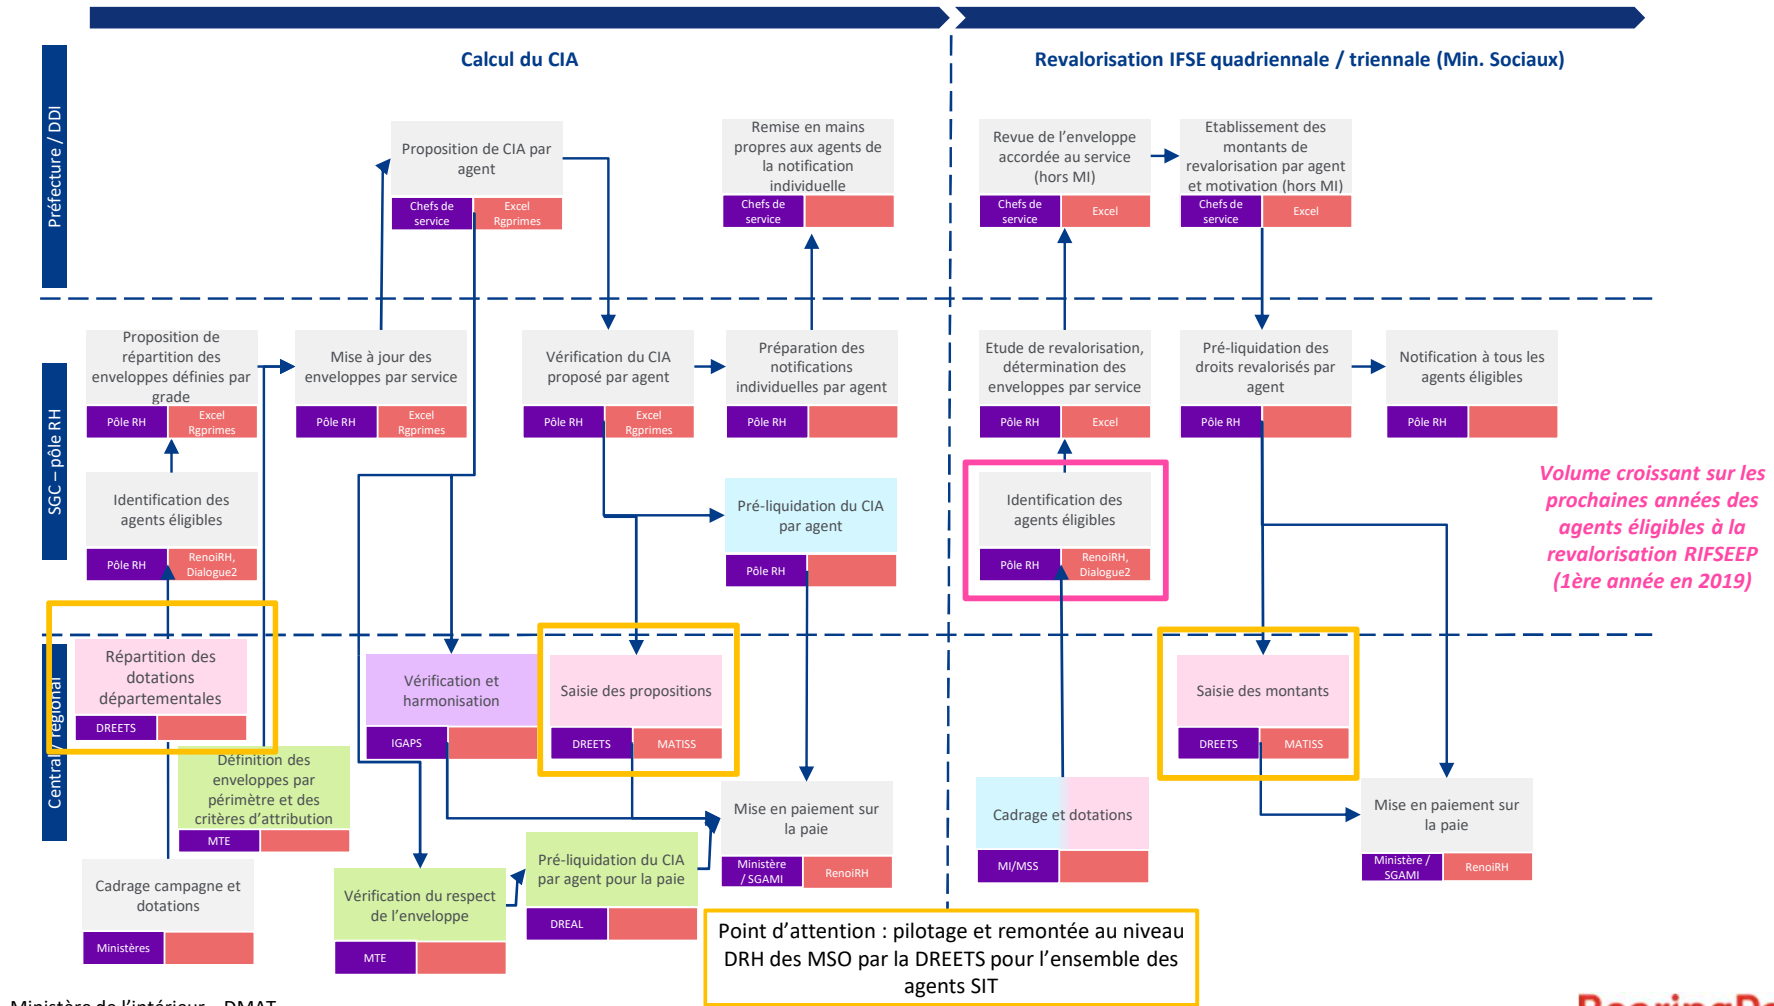 Calcul du CIA
Revalorisation IFSE quadriennale / triennale (Min. Sociaux)
Préfecture / DDI
Proposition de CIA par
agent
Chefs de
service
Excel
Rgprimes
Remise en mains
propres aux agents de
la notification
individuelle
Chefs de
service
Revue de l'enveloppe
accordée au service
(hors MI)
Chefs de
service
Excel
Etablissement des
montants de
revalorisation par agent
et motivation (hors MI)
Chefs de
service
Excel
SGC – pôle RH
Proposition de
répartition des
enveloppes définies par
grade
Pôle RH
Excel
Rgprimes
Mise à jour des
enveloppes par service
Pôle RH
Excel
Rgprimes
Vérification du CIA
proposé par agent
Pôle RH
Excel
Rgprimes
Préparation des
notifications
individuelles par agent
Pôle RH
Etude de revalorisation,
détermination des
enveloppes par service
Pôle RH
Excel
Pré-liquidation des
droits revalorisés par
agent
Pôle RH
Notification à tous les
agents éligibles
Pôle RH
Identification des
agents éligibles
Pôle RH
RenoiRH,
Dialogue2
Pré-liquidation du CIA
par agent
Pôle RH
Identification des
agents éligibles
Pôle RH
RenoiRH,
Dialogue2
Volume croissant sur les
prochaines années des
agents éligibles à la
revalorisation RIFSEEP
(1ère année en 2019)
Central / régional
Répartition des
dotations
départementales
DREETS
Vérification et
harmonisation
IGAPS
Saisie des propositions
DREETS
MATISS
Saisie des montants
DREETS
MATISS
Définition des
enveloppes par
périmètre et des
critères d'attribution
MTE
Mise en paiement sur
la paie
Ministère
/ SGAMI
RenoiRH
Cadrage et dotations
MI/MSS
Mise en paiement sur
la paie
Ministère /
SGAMI
RenoiRH
Cadrage campagne et
dotations
Ministères
Vérification du respect
de l'enveloppe
MTE
Pré-liquidation du CIA
par agent pour la paie
DREAL
Point d'attention : pilotage et remontée au niveau
DRH des MSO par la DREETS pour l'ensemble des
agents SIT
Ministère de l'intérieur – DMAT